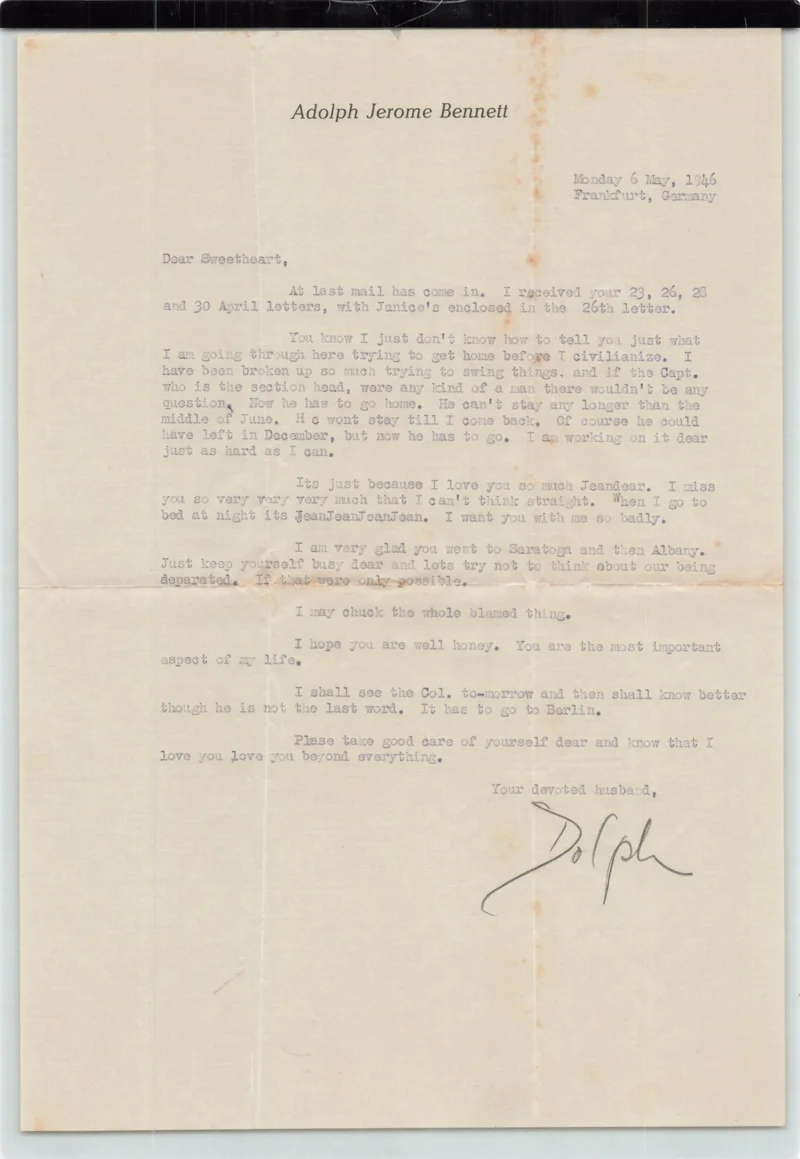 Adolph Jerome Bennett
Monday 6 May, 1946
Frankfurt, Germany
Dear Sweetheart,
At last mail has come in. I received your 23, 26, 28
and 30 April letters, with Janice's enclosed in the 26th letter.
You know I just don't know how to tell you just what
I am going through here trying to get home before I civilianize. I
have been broken up so much trying to swing things. and if the Capt.
who is the section head, were any kind of a man there wouldn't be any
question. Now he has to go home. He can't stay any longer than the
middle of June. H e wont stay till I come back. Of course he could
have left in December, but now he has to go. I am working on it dear
just as hard as I can.
Its just because I love you so much Jeandear. I miss
you so very very very much that I can't think straight. When I go to
bed at night its JeanJeanJeanJean. I want you with me so badly.
I am very glad you went to Saratoga and then Albany.
Just keep yourself busy dear and lets try not to think about our being
deparated. If that were only possible.
I may chuck the whole blamed thing.
I hope you are well honey. You are the most important
aspect of my life.
I shall see the Col. to-morrow and then shall know better
though he is not the last word. It has to go to Berlin.
Please take good care of yourself dear and know that I
love you love you beyond everything.
Your devoted husband,
Dolph